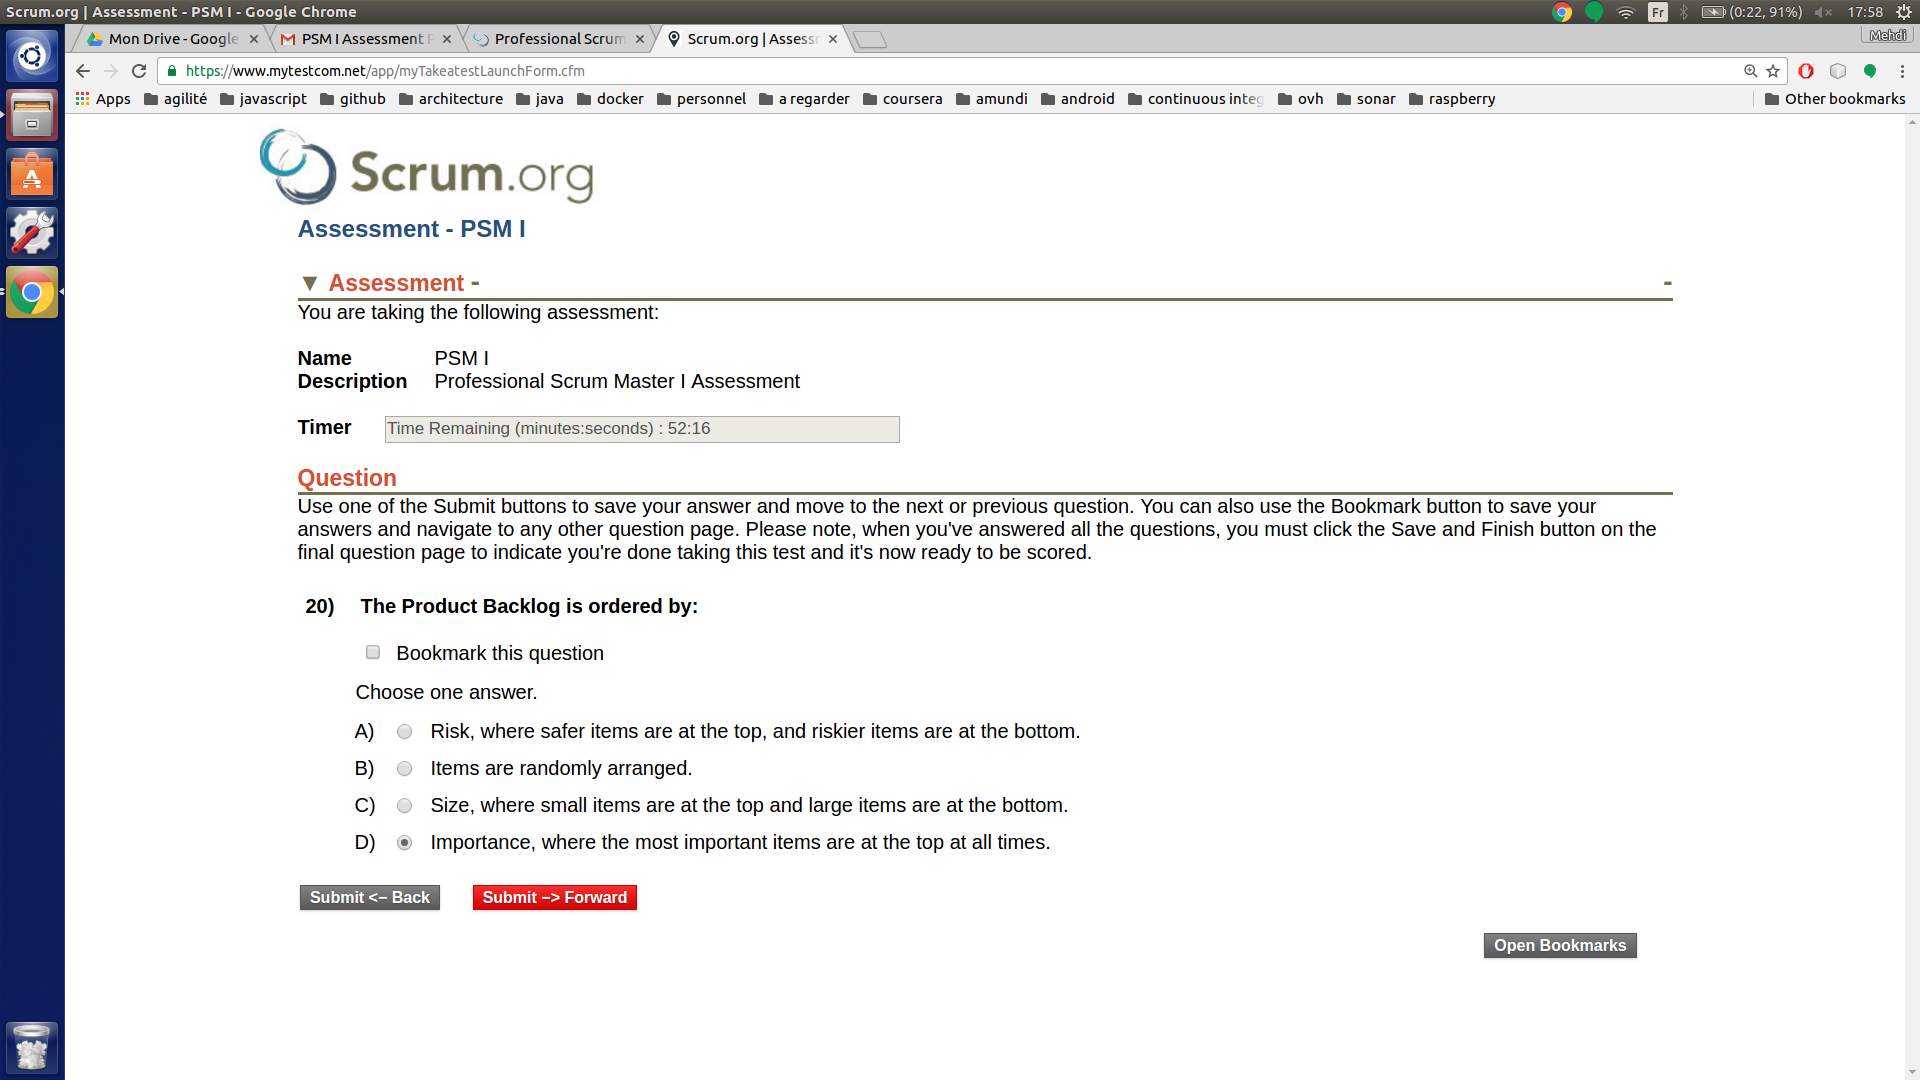 Scrum.org | Assessment - PSM I - Google Chrome
Fr
(0:22, 91%)
17:58
Mon Drive - Google
PSM I Assessment
Professional Scrum
Scrum.org | Assess
Mehdi
https://www.mytestcom.net/app/myTakeatestLaunchForm.cfm
Apps agilité javascript github architecture java docker personnel a regarder coursera amundi android continuous integ ovh sonar raspberry Other bookmarks
Scrum.org
Assessment - PSM I
▼ Assessment - -
You are taking the following assessment:
Name PSM I
Description Professional Scrum Master I Assessment
Timer Time Remaining (minutes:seconds) : 52:16
Question
Use one of the Submit buttons to save your answer and move to the next or previous question. You can also use the Bookmark button to save your
answers and navigate to any other question page. Please note, when you've answered all the questions, you must click the Save and Finish button on the
final question page to indicate you're done taking this test and it's now ready to be scored.
20) The Product Backlog is ordered by:
Bookmark this question
Choose one answer.
A) Risk, where safer items are at the top, and riskier items are at the bottom.
B) Items are randomly arranged.
C) Size, where small items are at the top and large items are at the bottom.
D) Importance, where the most important items are at the top at all times.
Submit <– Back Submit –> Forward
Open Bookmarks